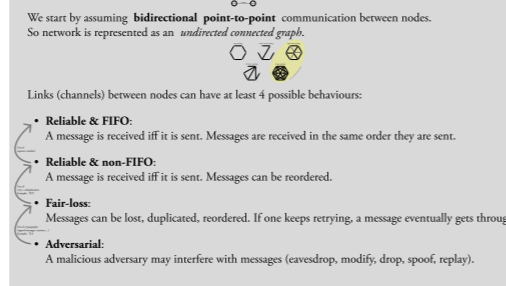 We start by assuming bidirectional point-to-point communication between nodes.
So network is represented as an undirected connected graph.
Links (channels) between nodes can have at least 4 possible behaviours:
• Reliable & FIFO:
A message is received iff it is sent. Messages are received in the same order they are sent.
• Reliable & non-FIFO:
A message is received iff it is sent. Messages can be reordered.
• Fair-loss:
Messages can be lost, duplicated, reordered. If one keeps retrying, a message eventually gets throug
• Adversarial:
A malicious adversary may interfere with messages (eavesdrop, modify, drop, spoof, replay).